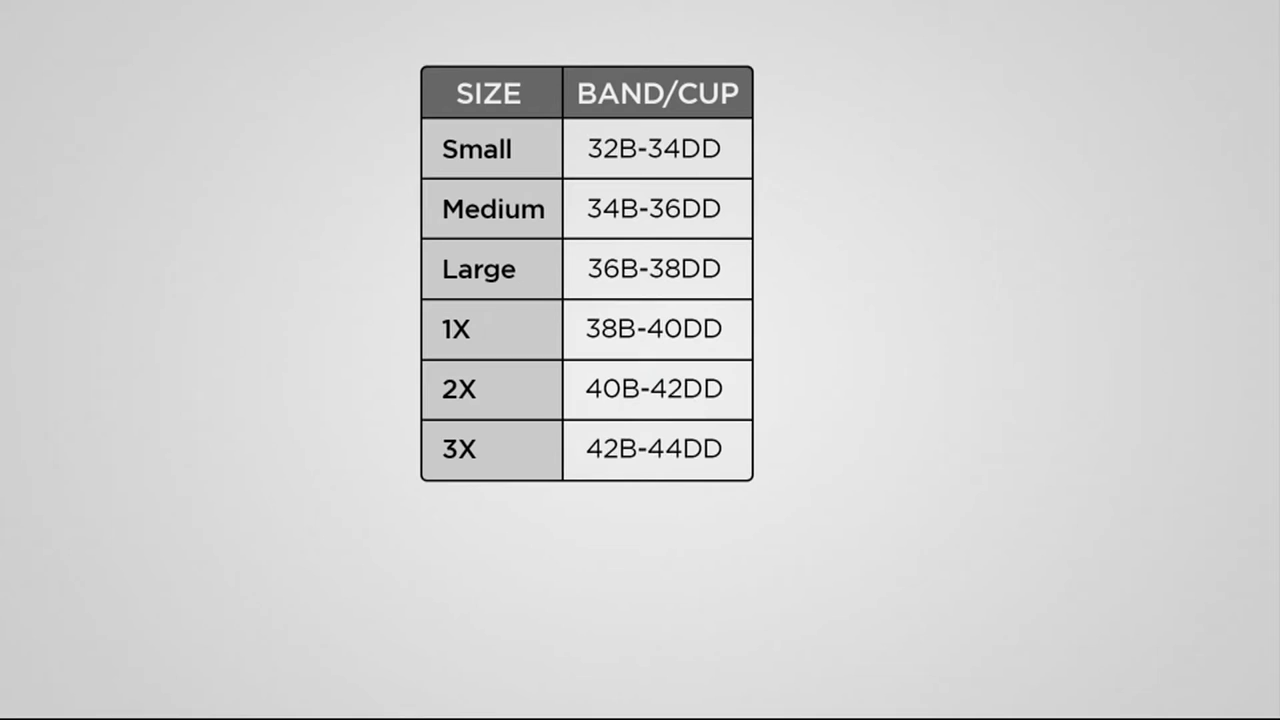 SIZE BAND/CUP
Small 32B-34DD
Medium 34B-36DD
Large 36B-38DD
1X 38B-40DD
2X 40B-42DD
3X 42B-44DD